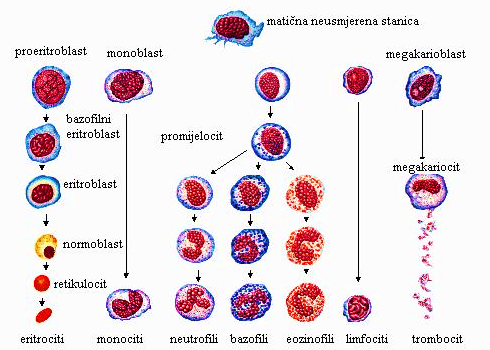 matična neusmjerena stanica
proeritroblast
monoblast
megakarioblast
bazofilni
eritroblast
promijelocit
megakariocit
eritroblast
normoblast
retikulocit
eritrociti
monociti
neutrofili
bazofili
eozinofili
limfociti
trombocit